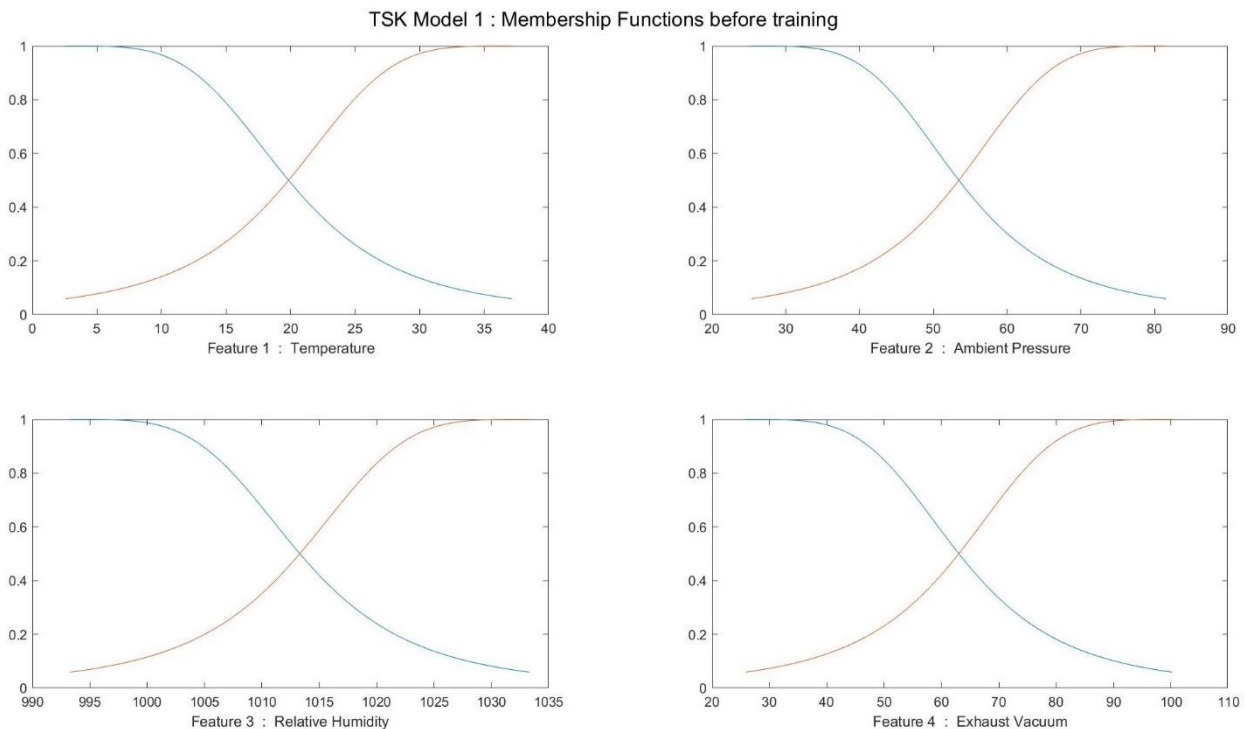 TSK Model 1 : Membership Functions before training
1
0.8
0.6
0.4
0.2
0
0 5 10 15 20 25 30 35 40
Feature 1 : Temperature
1
0.8
0.6
0.4
0.2
0
20 30 40 50 60 70 80 90
Feature 2 : Ambient Pressure
1
0.8
0.6
0.4
0.2
0
990 995 1000 1005 1010 1015 1020 1025 1030 1035
Feature 3 : Relative Humidity
1
0.8
0.6
0.4
0.2
0
20 30 40 50 60 70 80 90 100 110
Feature 4 : Exhaust Vacuum